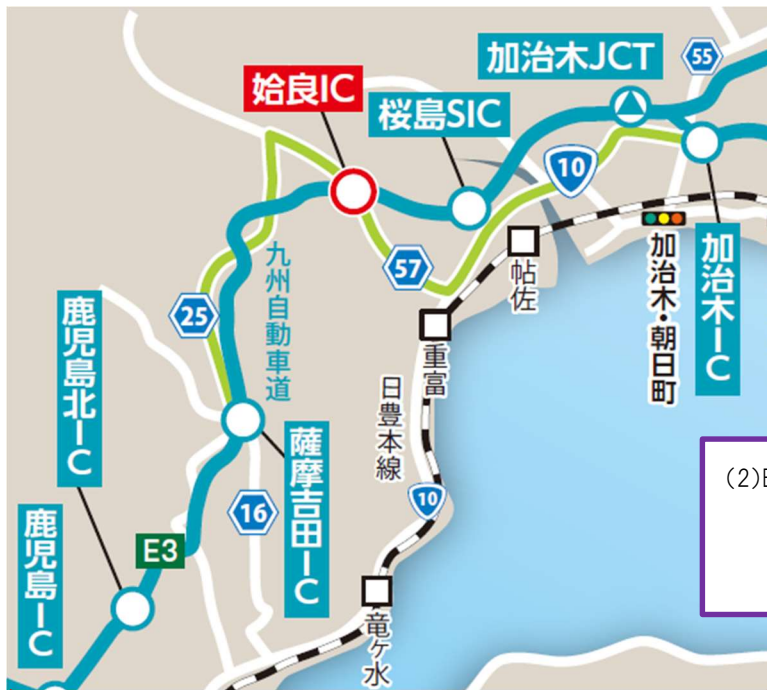 加治木JCT
55
姶良IC
桜島SIC
10
加治木IC
57
帖佐
加治木・朝日町
九州自動車道
25
重富
鹿児島北IC
日豊本線
薩摩吉田IC
16
10
E3
鹿児島IC
竜ヶ水
(2)